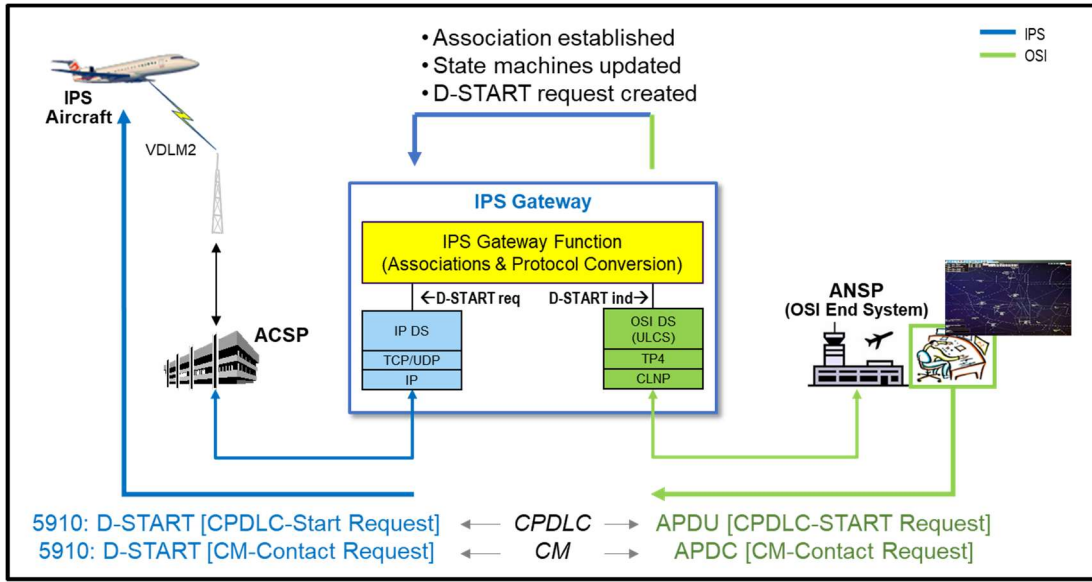 • Association established
• State machines updated
• D-START request created
IPS
OSI
IPS
Aircraft
VDLM2
ACSP
IPS Gateway
IPS Gateway Function
(Associations & Protocol Conversion)
←D-START req
D-START ind→
IP DS
TCP/UDP
IP
OSI DS
(ULCS)
TP4
CLNP
ANSP
(OSI End System)
5910: D-START [CPDLC-Start Request] ← CPDLC → APDU [CPDLC-START Request]
5910: D-START [CM-Contact Request] ← CM → APDC [CM-Contact Request]